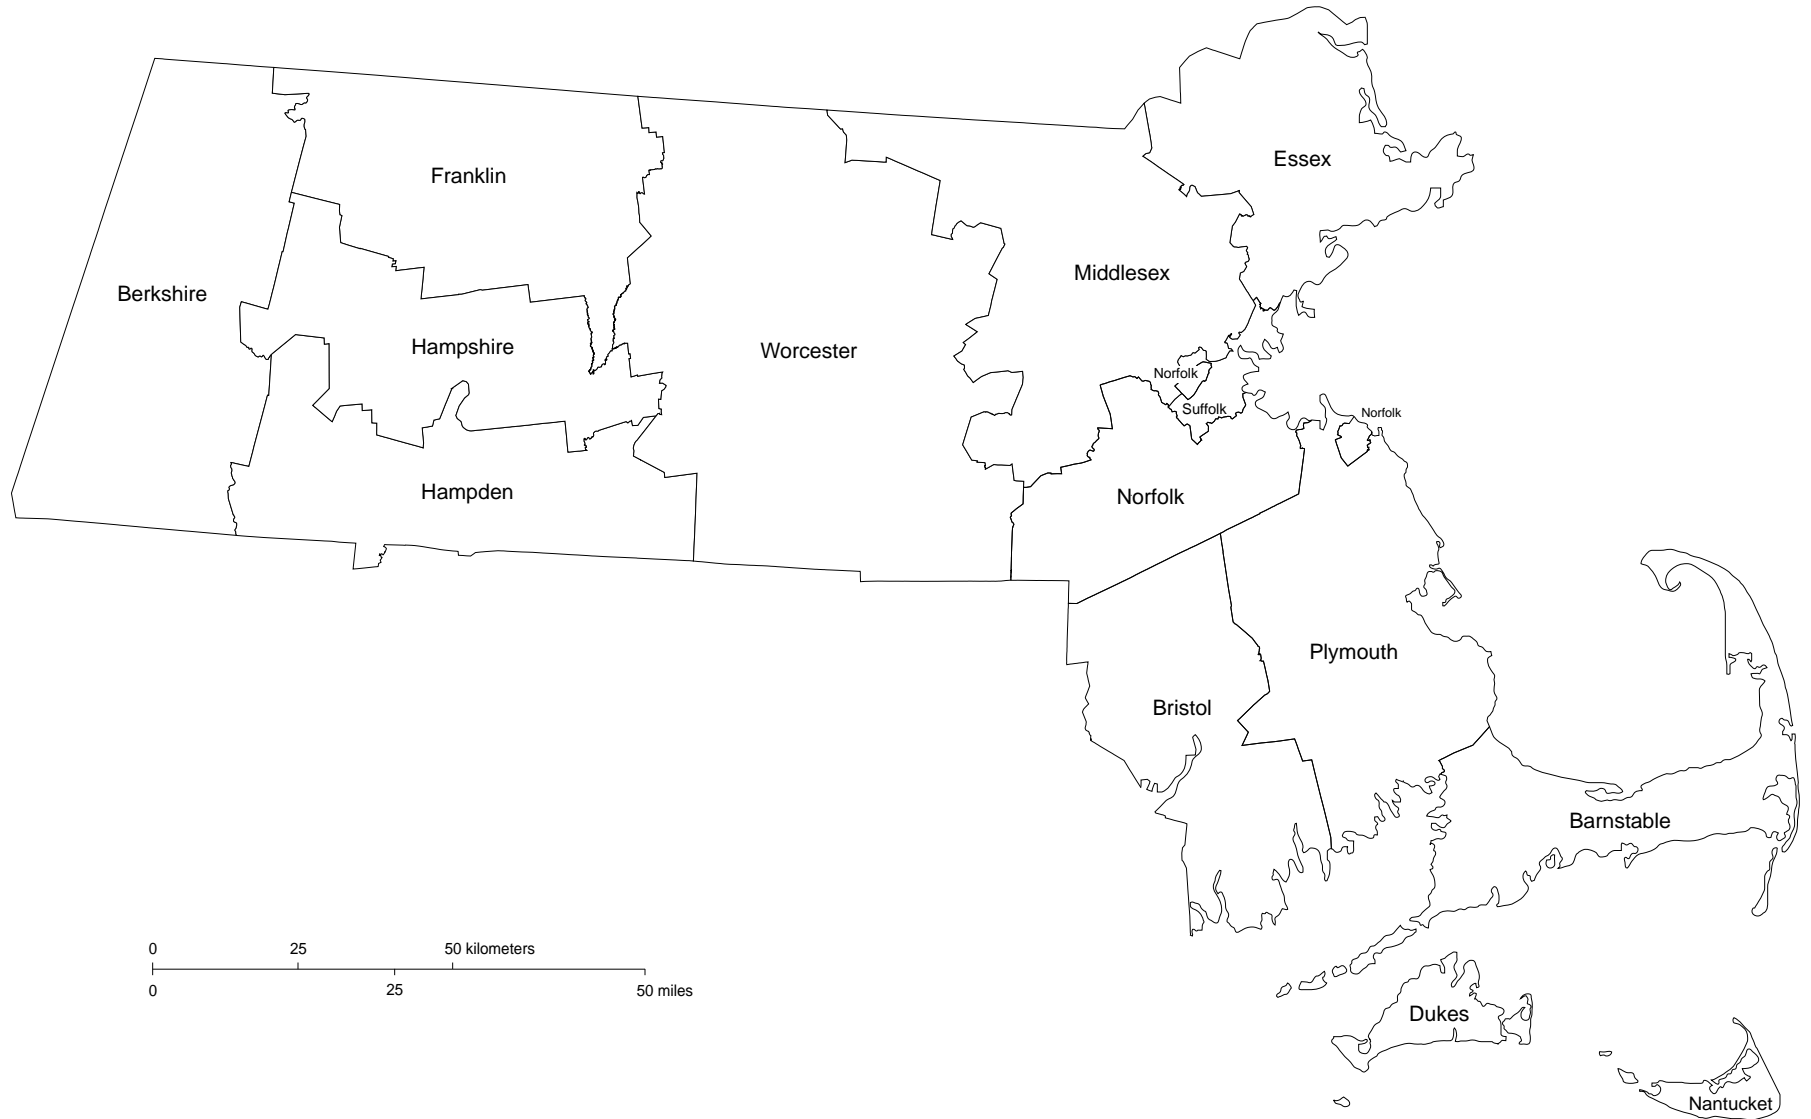 Essex
Franklin
Middlesex
Berkshire
Hampshire
Worcester
Norfolk
Suffolk
Norfolk
Hampden
Norfolk
Plymouth
Bristol
Barnstable
0 25 50 kilometers
0 25 50 miles
Dukes
Nantucket